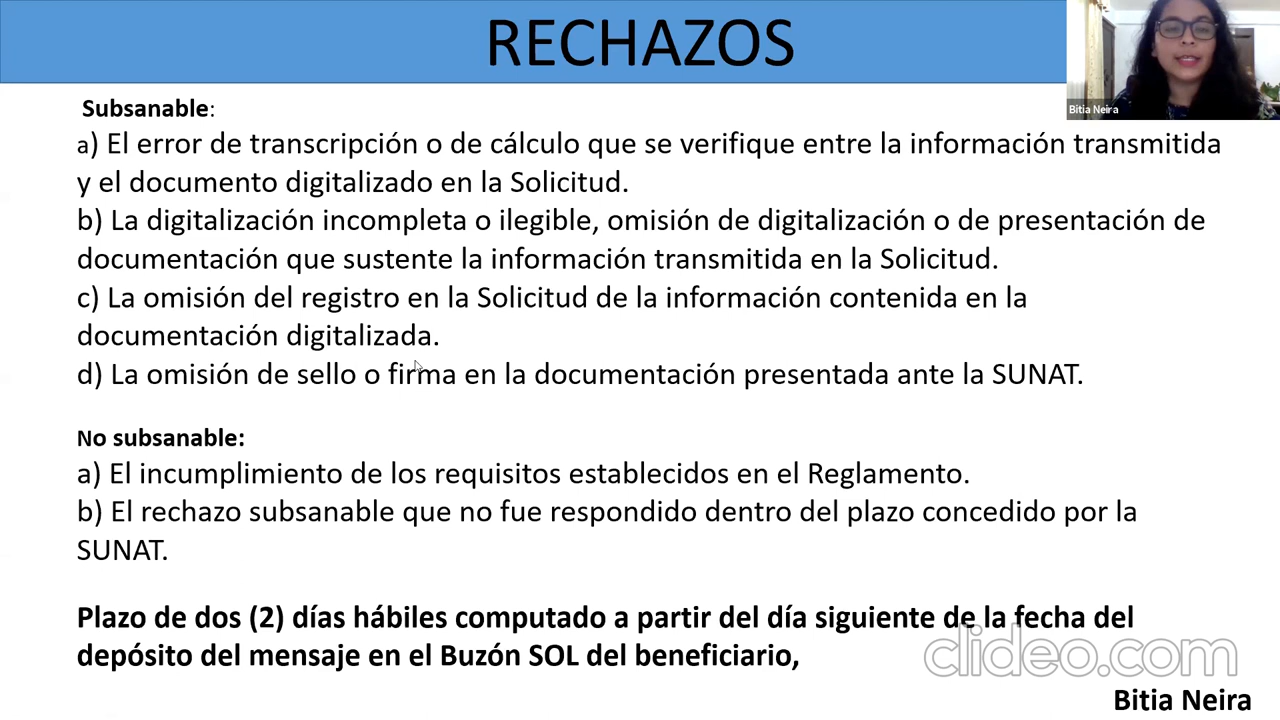 RECHAZOS
Bitia Neira
Subsanable:
a) El error de transcripción o de cálculo que se verifique entre la información transmitida
y el documento digitalizado en la Solicitud.
b) La digitalización incompleta o ilegible, omisión de digitalización o de presentación de
documentación que sustente la información transmitida en la Solicitud.
c) La omisión del registro en la Solicitud de la información contenida en la
documentación digitalizada.
d) La omisión de sello o firma en la documentación presentada ante la SUNAT.
No subsanable:
a) El incumplimiento de los requisitos establecidos en el Reglamento.
b) El rechazo subsanable que no fue respondido dentro del plazo concedido por la
SUNAT.
Plazo de dos (2) días hábiles computado a partir del día siguiente de la fecha del
depósito del mensaje en el Buzón SOL del beneficiario,
clideo.com
Bitia Neira